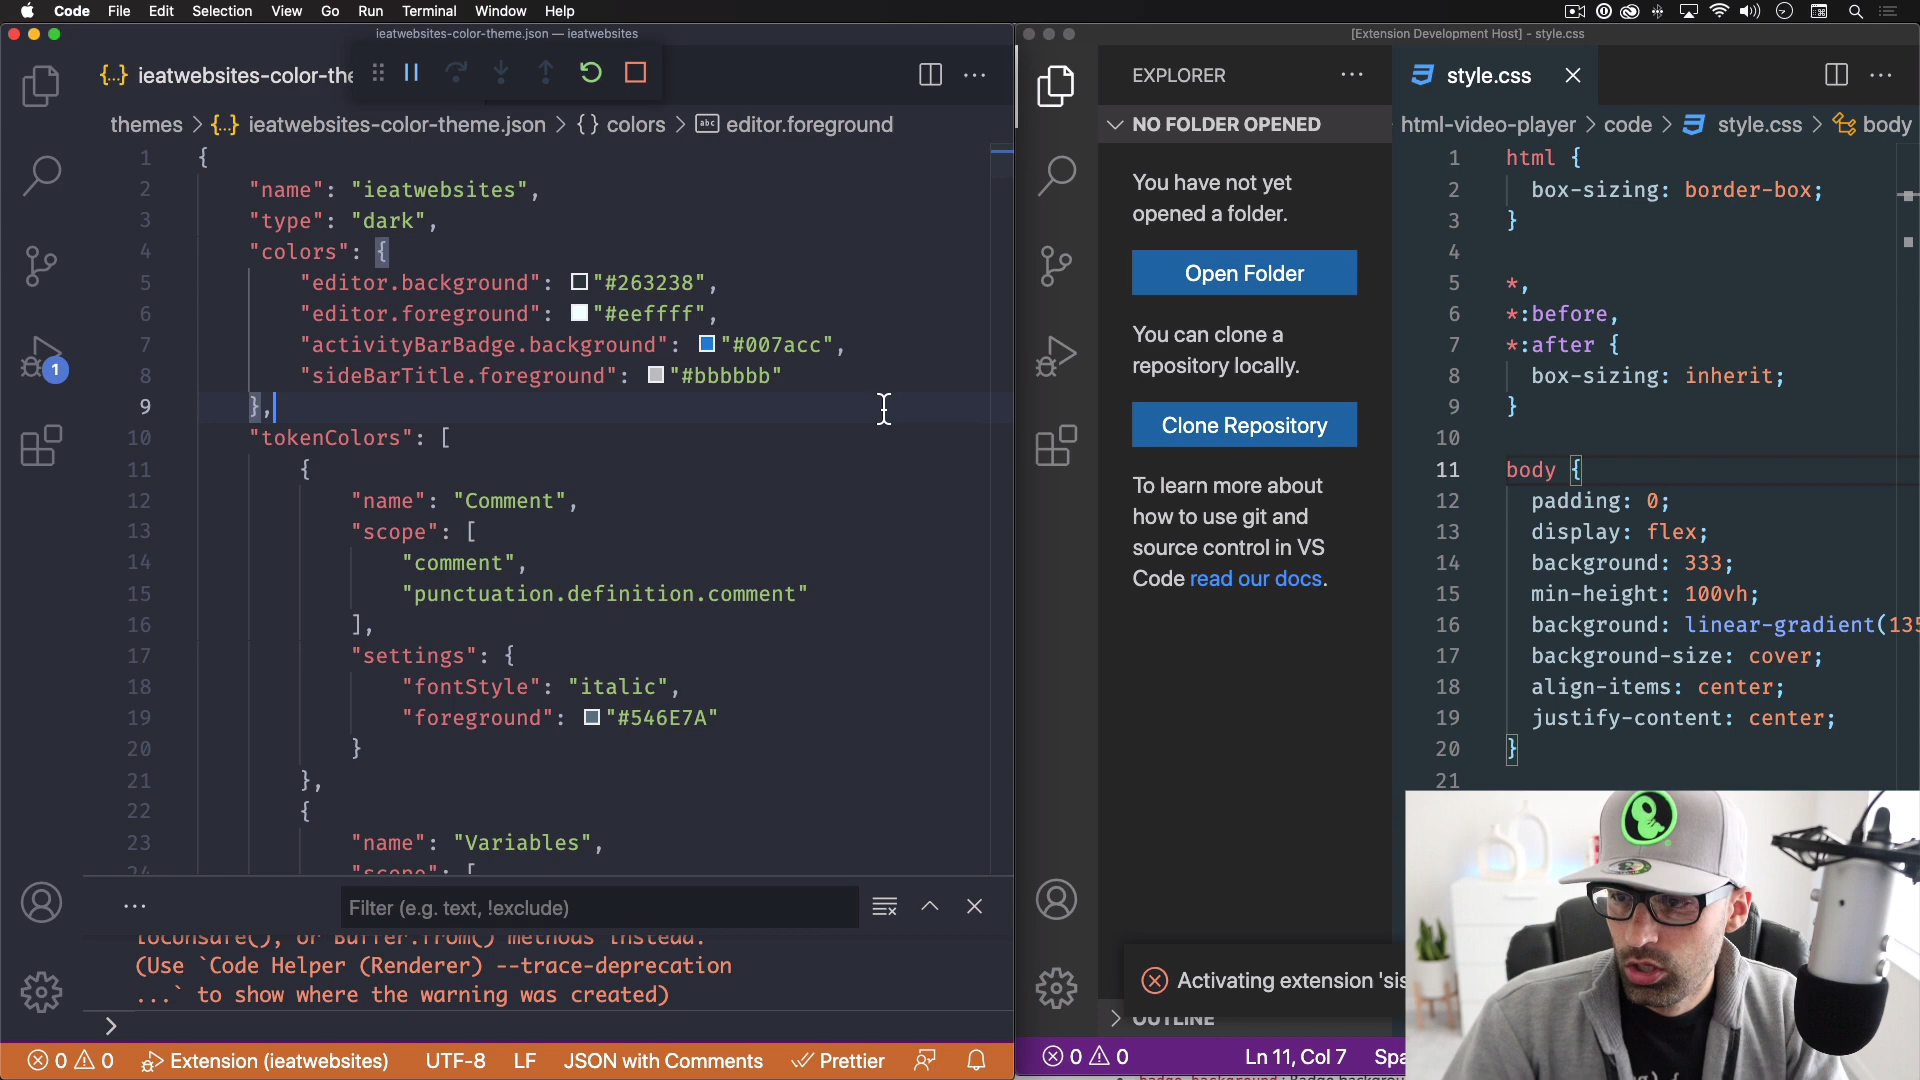 Code File Edit Selection View Go Run Terminal Window Help
ieatwebsites-color-theme.json — ieatwebsites
{..} ieatwebsites-color-the
themes > {..} ieatwebsites-color-theme.json > {} colors > abc editor.foreground
1 {
2 "name": "ieatwebsites",
3 "type": "dark",
4 "colors": {
5 "editor.background": "#263238",
6 "editor.foreground": "#eeffff",
7 "activityBarBadge.background": "#007acc",
8 "sideBarTitle.foreground": "#bbbbbb"
9 },
10 "tokenColors": [
11 {
12 "name": "Comment",
13 "scope": [
14 "comment",
15 "punctuation.definition.comment"
16 ],
17 "settings": {
18 "fontStyle": "italic",
19 "foreground": "#546E7A"
20 }
21 },
22 {
23 "name": "Variables",
24 "scope": [
1
...
Filter (e.g. text, !exclude)
or Buffer.from() methods instead.
(Use `Code Helper (Renderer) --trace-deprecation
...` to show where the warning was created)
>
0 0 Extension (ieatwebsites) UTF-8 LF JSON with Comments Prettier
[Extension Development Host] - style.css
EXPLORER ...
NO FOLDER OPENED
You have not yet
opened a folder.
Open Folder
You can clone a
repository locally.
Clone Repository
To learn more about
how to use git and
source control in VS
Code read our docs.
Activating extension 'sis
OUTLINE
0 0 Ln 11, Col 7 Spa
style.css
html-video-player > code > style.css > body
1 html {
2 box-sizing: border-box;
3 }
4
5 *,
6 *:before,
7 *:after {
8 box-sizing: inherit;
9 }
10
11 body {
12 padding: 0;
13 display: flex;
14 background: 333;
15 min-height: 100vh;
16 background: linear-gradient(135
17 background-size: cover;
18 align-items: center;
19 justify-content: center;
20 }
21